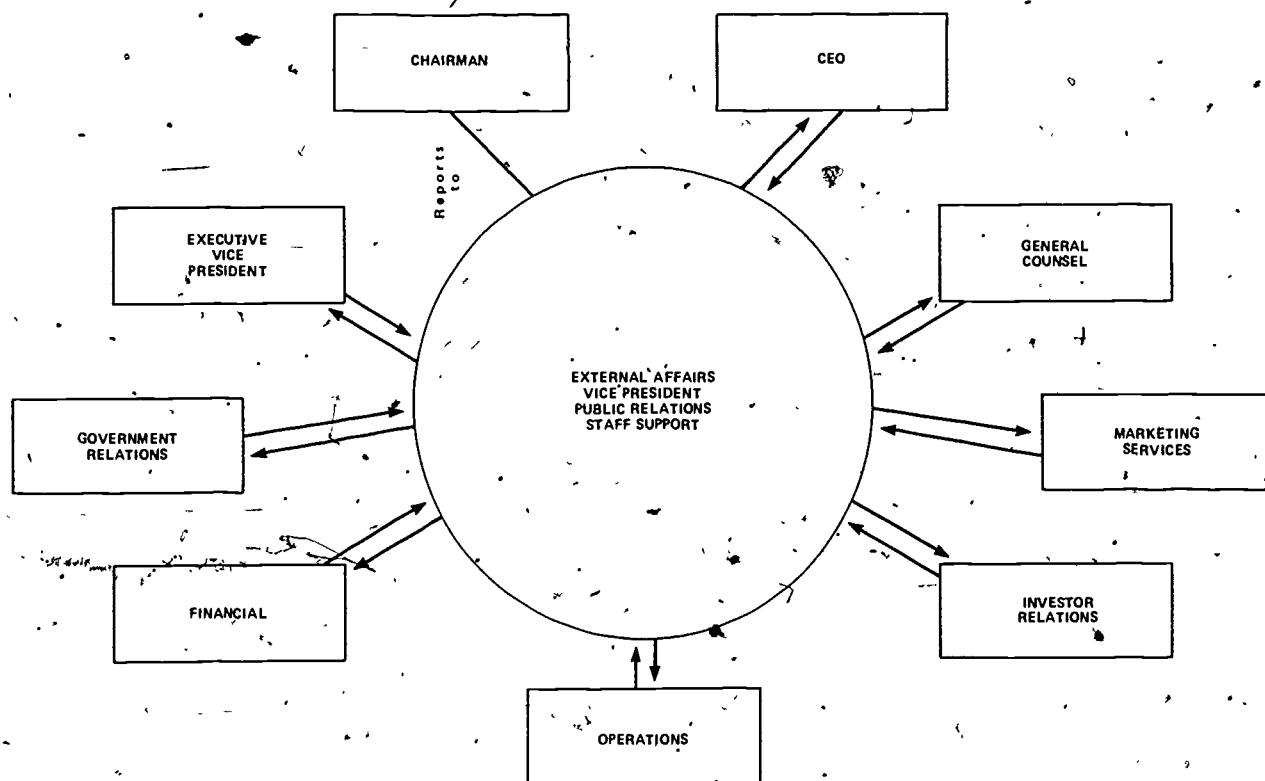 CHAIRMAN
CEO
Reports
to
EXECUTIVE
VICE
PRESIDENT
GENERAL
COUNSEL
EXTERNAL AFFAIRS
VICE PRESIDENT
PUBLIC RELATIONS
STAFF SUPPORT
GOVERNMENT
RELATIONS
MARKETING
SERVICES
FINANCIAL
INVESTOR
RELATIONS
OPERATIONS